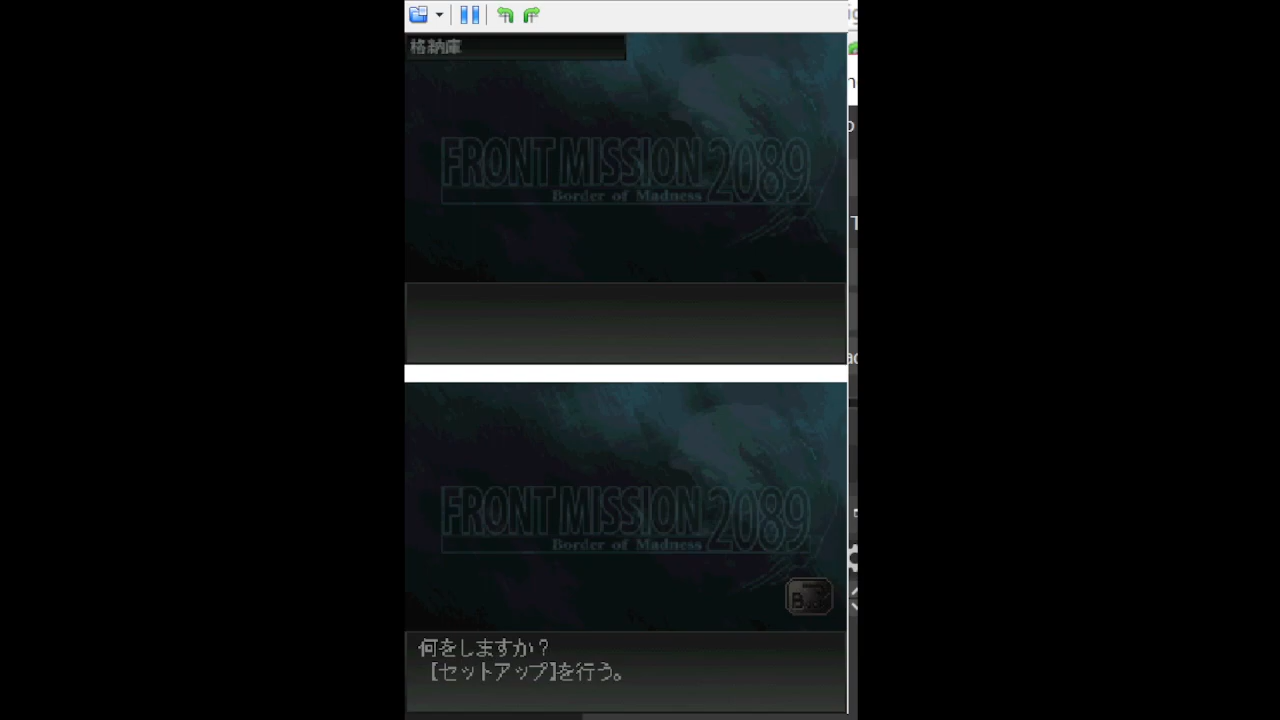 格納庫
FRONT MISSION 2089
Border of Madness
FRONT MISSION 2089
Border of Madness
B
何をしますか?
【セットアップ】を行う。